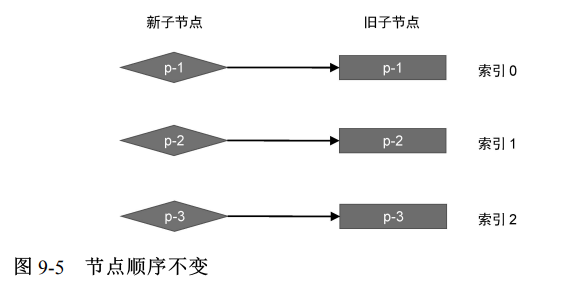 新子节点 旧子节点
p-1 p-1 索引 0
p-2 p-2 索引 1
p-3 p-3 索引 2
图 9-5 节点顺序不变